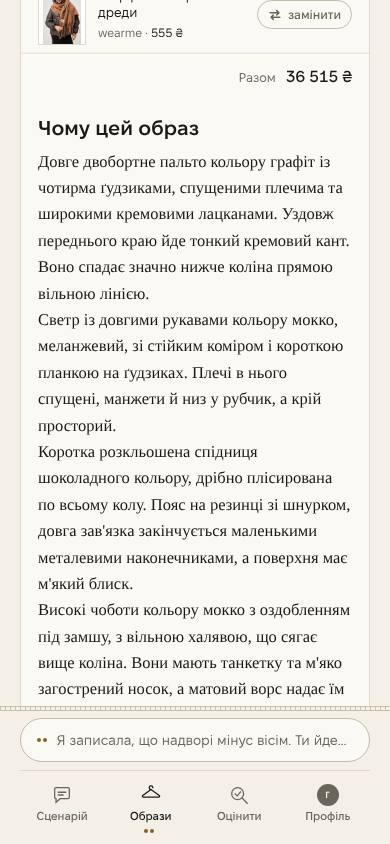 дреди
wearme · 555 ₴
замінити
Разом 36 515 ₴
Чому цей образ
Довге двобортне пальто кольору графіт із
чотирма ґудзиками, спущеними плечима та
широкими кремовими лацканами. Уздовж
переднього краю йде тонкий кремовий кант.
Воно спадає значно нижче коліна прямою
вільною лінією.
Светр із довгими рукавами кольору мокко,
меланжевий, зі стійким коміром і короткою
планкою на ґудзиках. Плечі в нього
спущені, манжети й низ у рубчик, а крій
просторий.
Коротка розкльошена спідниця
шоколадного кольору, дрібно плісирована
по всьому колу. Пояс на резинці зі шнурком,
довга зав'язка закінчується маленькими
металевими наконечниками, а поверхня має
м'який блиск.
Високі чоботи кольору мокко з оздобленням
під замшу, з вільною халявою, що сягає
вище коліна. Вони мають танкетку та м'яко
загострений носок, а матовий ворс надає їм
Я записала, що надворі мінус вісім. Ти йде...
Сценарій
Образи
Оцінити
г
Профіль